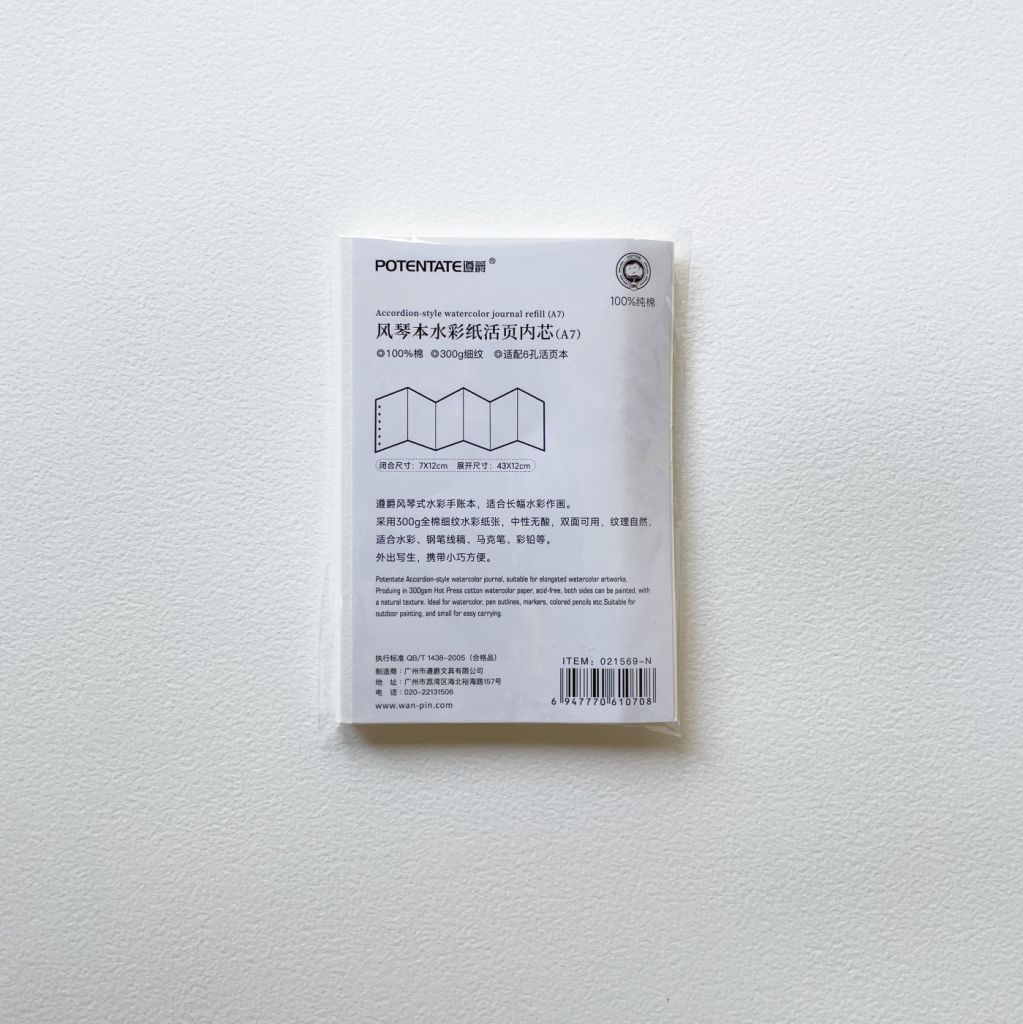 POTENTATE遵爵®
100%纯棉
Accordion-style watercolor journal refill (A7)
风琴本水彩纸活页内芯(A7)
◎100%棉 ◎300g细纹 ◎适配6孔活页本
闭合尺寸：7X12cm 展开尺寸：43X12cm
遵爵风琴式水彩手账本，适合长幅水彩作画。
采用300g全棉细纹水彩纸张，中性无酸，双面可用，纹理自然，
适合水彩、钢笔线稿、马克笔、彩铅等。
外出写生，携带小巧方便。
Potentate Accordion-style watercolor journal, suitable for elongated watercolor artworks.
Produing in 300gsm Hot Press cotton watercolor paper, acid-free, both sides can be painted, with
a natural texture. Ideal for watercolor, pen outlines, markers, colored pencils etc.Suitable for
outdoor painting, and small for easy carrying.
执行标准 QB/T 1438-2005（合格品）
制造商：广州市遵爵文具有限公司
地 址：广州市荔湾区海北裕海路157号
电 话：020-22131506
www.wan-pin.com
ITEM: 021569-N
6 947770 610708